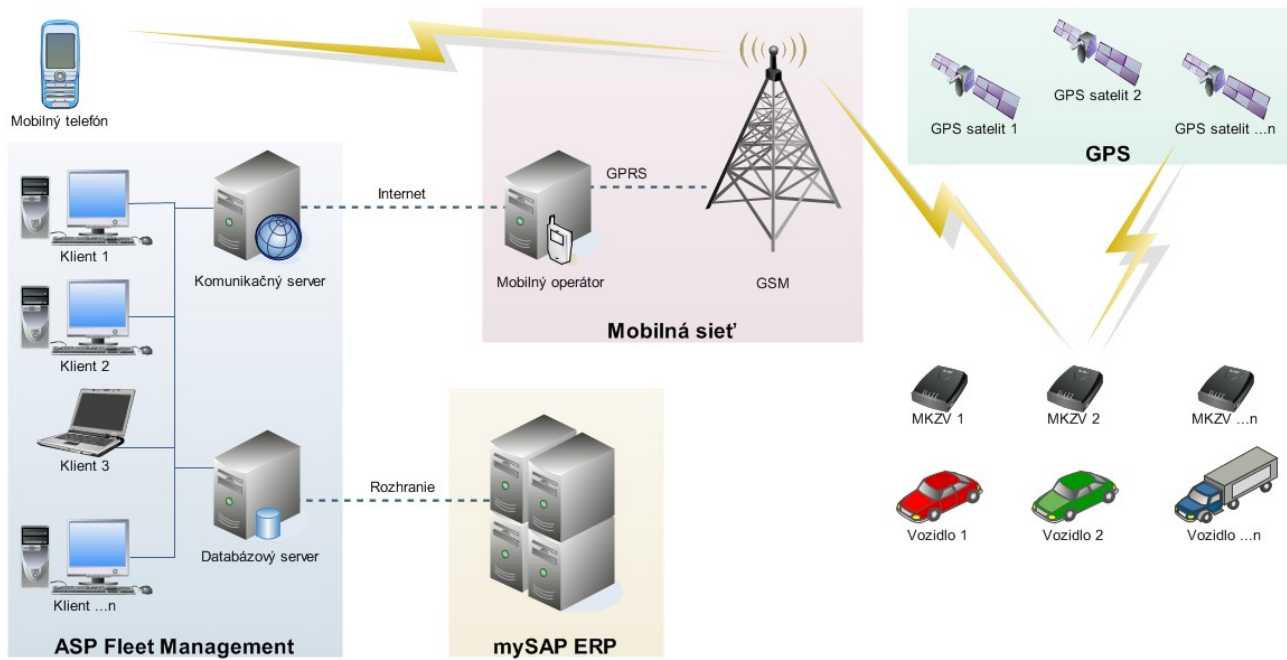 Mobilný telefón
GPS satelit 1
GPS satelit 2
GPS satelit ...n
GPS
Klient 1
Komunikačný server
Internet
GPRS
Mobilný operátor
GSM
Mobilná sieť
Klient 2
Klient 3
Klient ...n
Databázový server
ASP Fleet Management
Rozhranie
mySAP ERP
MKZV 1
MKZV 2
MKZV ...n
Vozidlo 1
Vozidlo 2
Vozidlo ...n